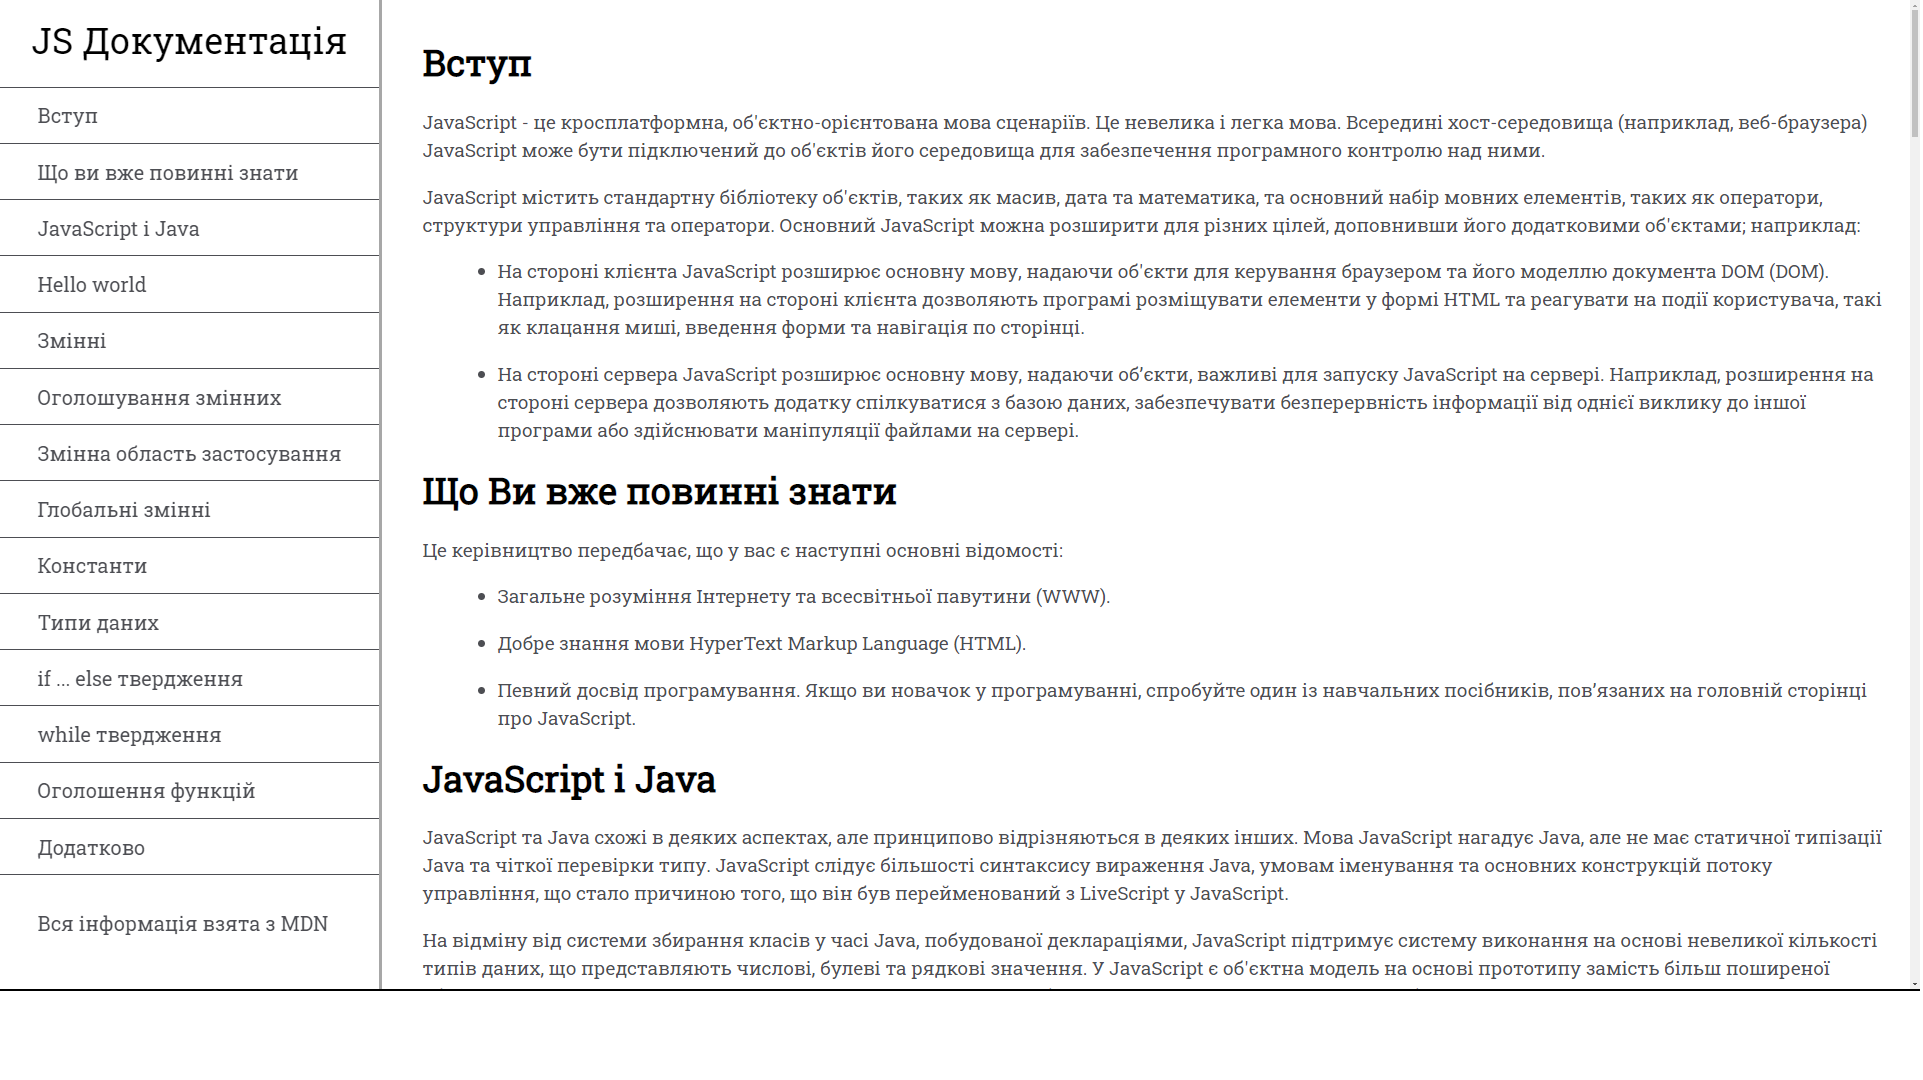 JS Документація
Вступ
Що ви вже повинні знати
JavaScript і Java
Hello world
Змінні
Оголошування змінних
Змінна область застосування
Глобальні змінні
Константи
Типи даних
if ... else твердження
while твердження
Оголошення функцій
Додатково
Вся інформація взята з MDN
Вступ
JavaScript - це кросплатформна, об'єктно-орієнтована мова сценаріїв. Це невелика і легка мова. Всередині хост-середовища (наприклад, веб-браузера)
JavaScript може бути підключений до об'єктів його середовища для забезпечення програмного контролю над ними.
JavaScript містить стандартну бібліотеку об'єктів, таких як масив, дата та математика, та основний набір мовних елементів, таких як оператори,
структури управління та оператори. Основний JavaScript можна розширити для різних цілей, доповнивши його додатковими об'єктами; наприклад:
На стороні клієнта JavaScript розширює основну мову, надаючи об'єкти для керування браузером та його моделлю документа DOM (DOM).
Наприклад, розширення на стороні клієнта дозволяють програмі розміщувати елементи у формі HTML та реагувати на події користувача, такі
як клацання миші, введення форми та навігація по сторінці.
На стороні сервера JavaScript розширює основну мову, надаючи об’єкти, важливі для запуску JavaScript на сервері. Наприклад, розширення на
стороні сервера дозволяють додатку спілкуватися з базою даних, забезпечувати безперервність інформації від однієї виклику до іншої
програми або здійснювати маніпуляції файлами на сервері.
Що Ви вже повинні знати
Це керівництво передбачає, що у вас є наступні основні відомості:
Загальне розуміння Інтернету та всесвітньої павутини (WWW).
Добре знання мови HyperText Markup Language (HTML).
Певний досвід програмування. Якщо ви новачок у програмуванні, спробуйте один із навчальних посібників, пов’язаних на головній сторінці
про JavaScript.
JavaScript і Java
JavaScript та Java схожі в деяких аспектах, але принципово відрізняються в деяких інших. Мова JavaScript нагадує Java, але не має статичної типізації
Java та чіткої перевірки типу. JavaScript слідує більшості синтаксису вираження Java, умовам іменування та основних конструкцій потоку
управління, що стало причиною того, що він був перейменований з LiveScript у JavaScript.
На відміну від системи збирання класів у часі Java, побудованої деклараціями, JavaScript підтримує систему виконання на основі невеликої кількості
типів даних, що представляють числові, булеві та рядкові значення. У JavaScript є об'єктна модель на основі прототипу замість більш поширеної